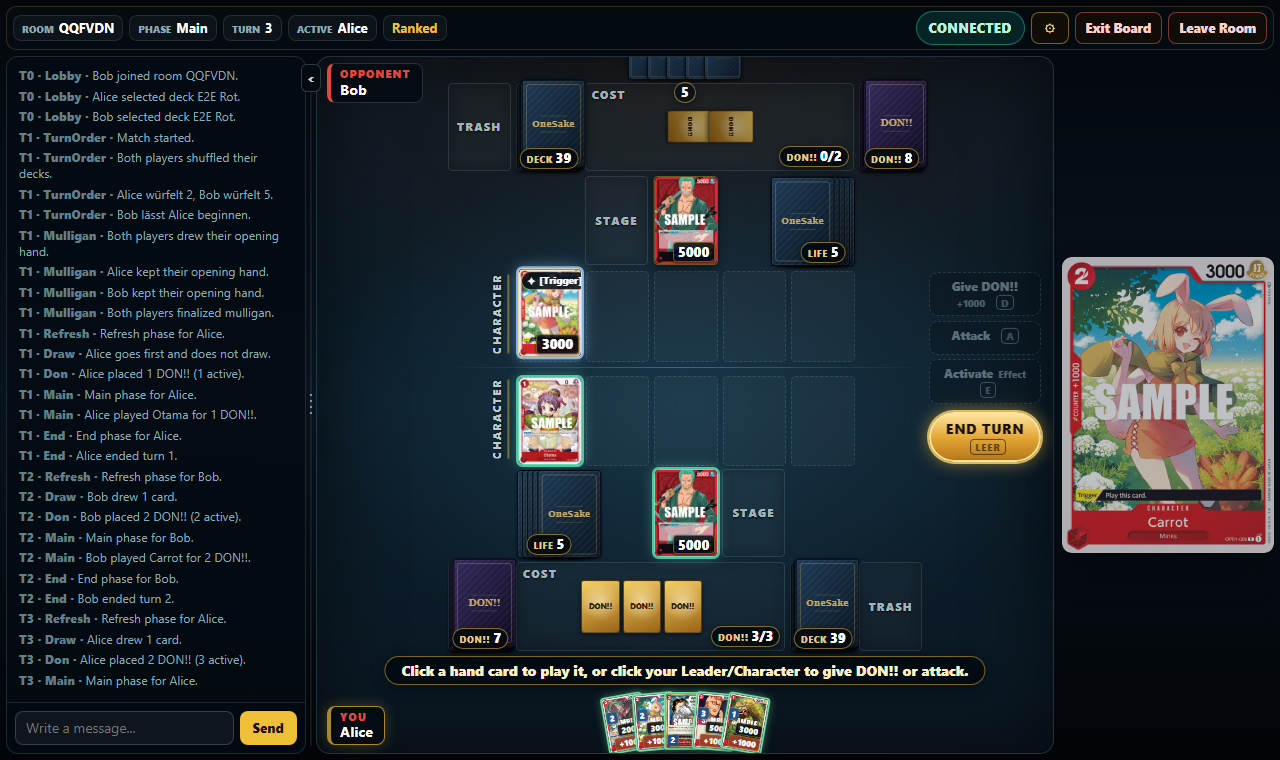 ROOM QQFVDN
PHASE Main
TURN 3
ACTIVE Alice
Ranked
CONNECTED
Exit Board
Leave Room
T0 · Lobby · Bob joined room QQFVDN.
T0 · Lobby · Alice selected deck E2E Rot.
T0 · Lobby · Bob selected deck E2E Rot.
T1 · TurnOrder · Match started.
T1 · TurnOrder · Both players shuffled their
decks.
T1 · TurnOrder · Alice würfelt 2, Bob würfelt 5.
T1 · TurnOrder · Bob lässt Alice beginnen.
T1 · Mulligan · Both players drew their opening
hand.
T1 · Mulligan · Alice kept their opening hand.
T1 · Mulligan · Bob kept their opening hand.
T1 · Mulligan · Both players finalized mulligan.
T1 · Refresh · Refresh phase for Alice.
T1 · Draw · Alice goes first and does not draw.
T1 · Don · Alice placed 1 DON!! (1 active).
T1 · Main · Main phase for Alice.
T1 · Main · Alice played Otama for 1 DON!!.
T1 · End · End phase for Alice.
T1 · End · Alice ended turn 1.
T2 · Refresh · Refresh phase for Bob.
T2 · Draw · Bob drew 1 card.
T2 · Don · Bob placed 2 DON!! (2 active).
T2 · Main · Main phase for Bob.
T2 · Main · Bob played Carrot for 2 DON!!.
T2 · End · End phase for Bob.
T2 · End · Bob ended turn 2.
T3 · Refresh · Refresh phase for Alice.
T3 · Draw · Alice drew 1 card.
T3 · Don · Alice placed 2 DON!! (3 active).
T3 · Main · Main phase for Alice.
Write a message...
Send
OPPONENT
Bob
5
TRASH
OneSake
DECK 39
COST
DON!!
DON!!
DON!! 0/2
DON!!
DON!! 8
STAGE
SAMPLE
5000
OneSake
LIFE 5
CHARACTER
[Trigger]
SAMPLE
3000
CHARACTER
SAMPLE
Otama
OneSake
LIFE 5
SAMPLE
5000
STAGE
DON!!
DON!! 7
COST
DON!!
DON!!
DON!!
DON!! 3/3
OneSake
DECK 39
TRASH
Click a hand card to play it, or click your Leader/Character to give DON!! or attack.
YOU
Alice
Give DON!!
+1000 D
Attack A
Activate Effect
E
END TURN
LEER
2
3000
COUNTER +1000
SAMPLE
Trigger Play this card.
CHARACTER
Carrot
Minks